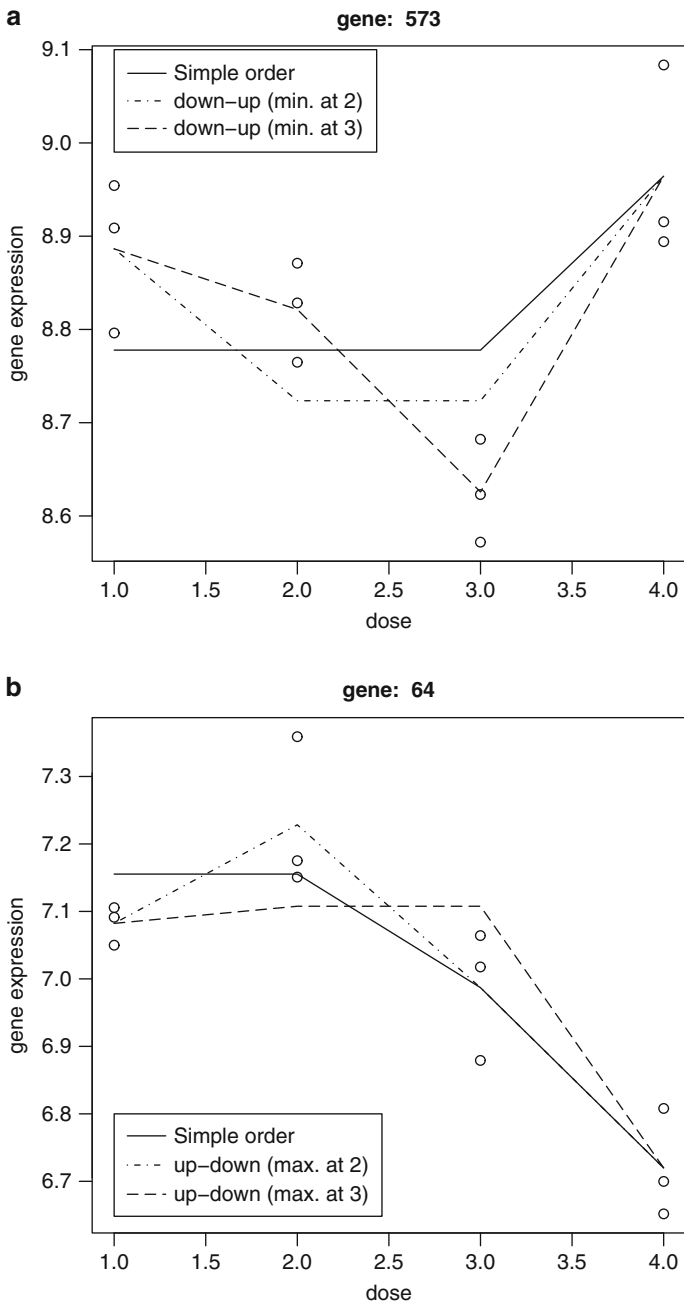 a
gene: 573
Simple order
down-up (min. at 2)
down-up (min. at 3)
9.1
9.0
8.9
8.8
8.7
8.6
gene expression
1.0 1.5 2.0 2.5 3.0 3.5 4.0
dose
b
gene: 64
7.3
7.2
7.1
7.0
6.9
6.8
6.7
gene expression
Simple order
up-down (max. at 2)
up-down (max. at 3)
1.0 1.5 2.0 2.5 3.0 3.5 4.0
dose